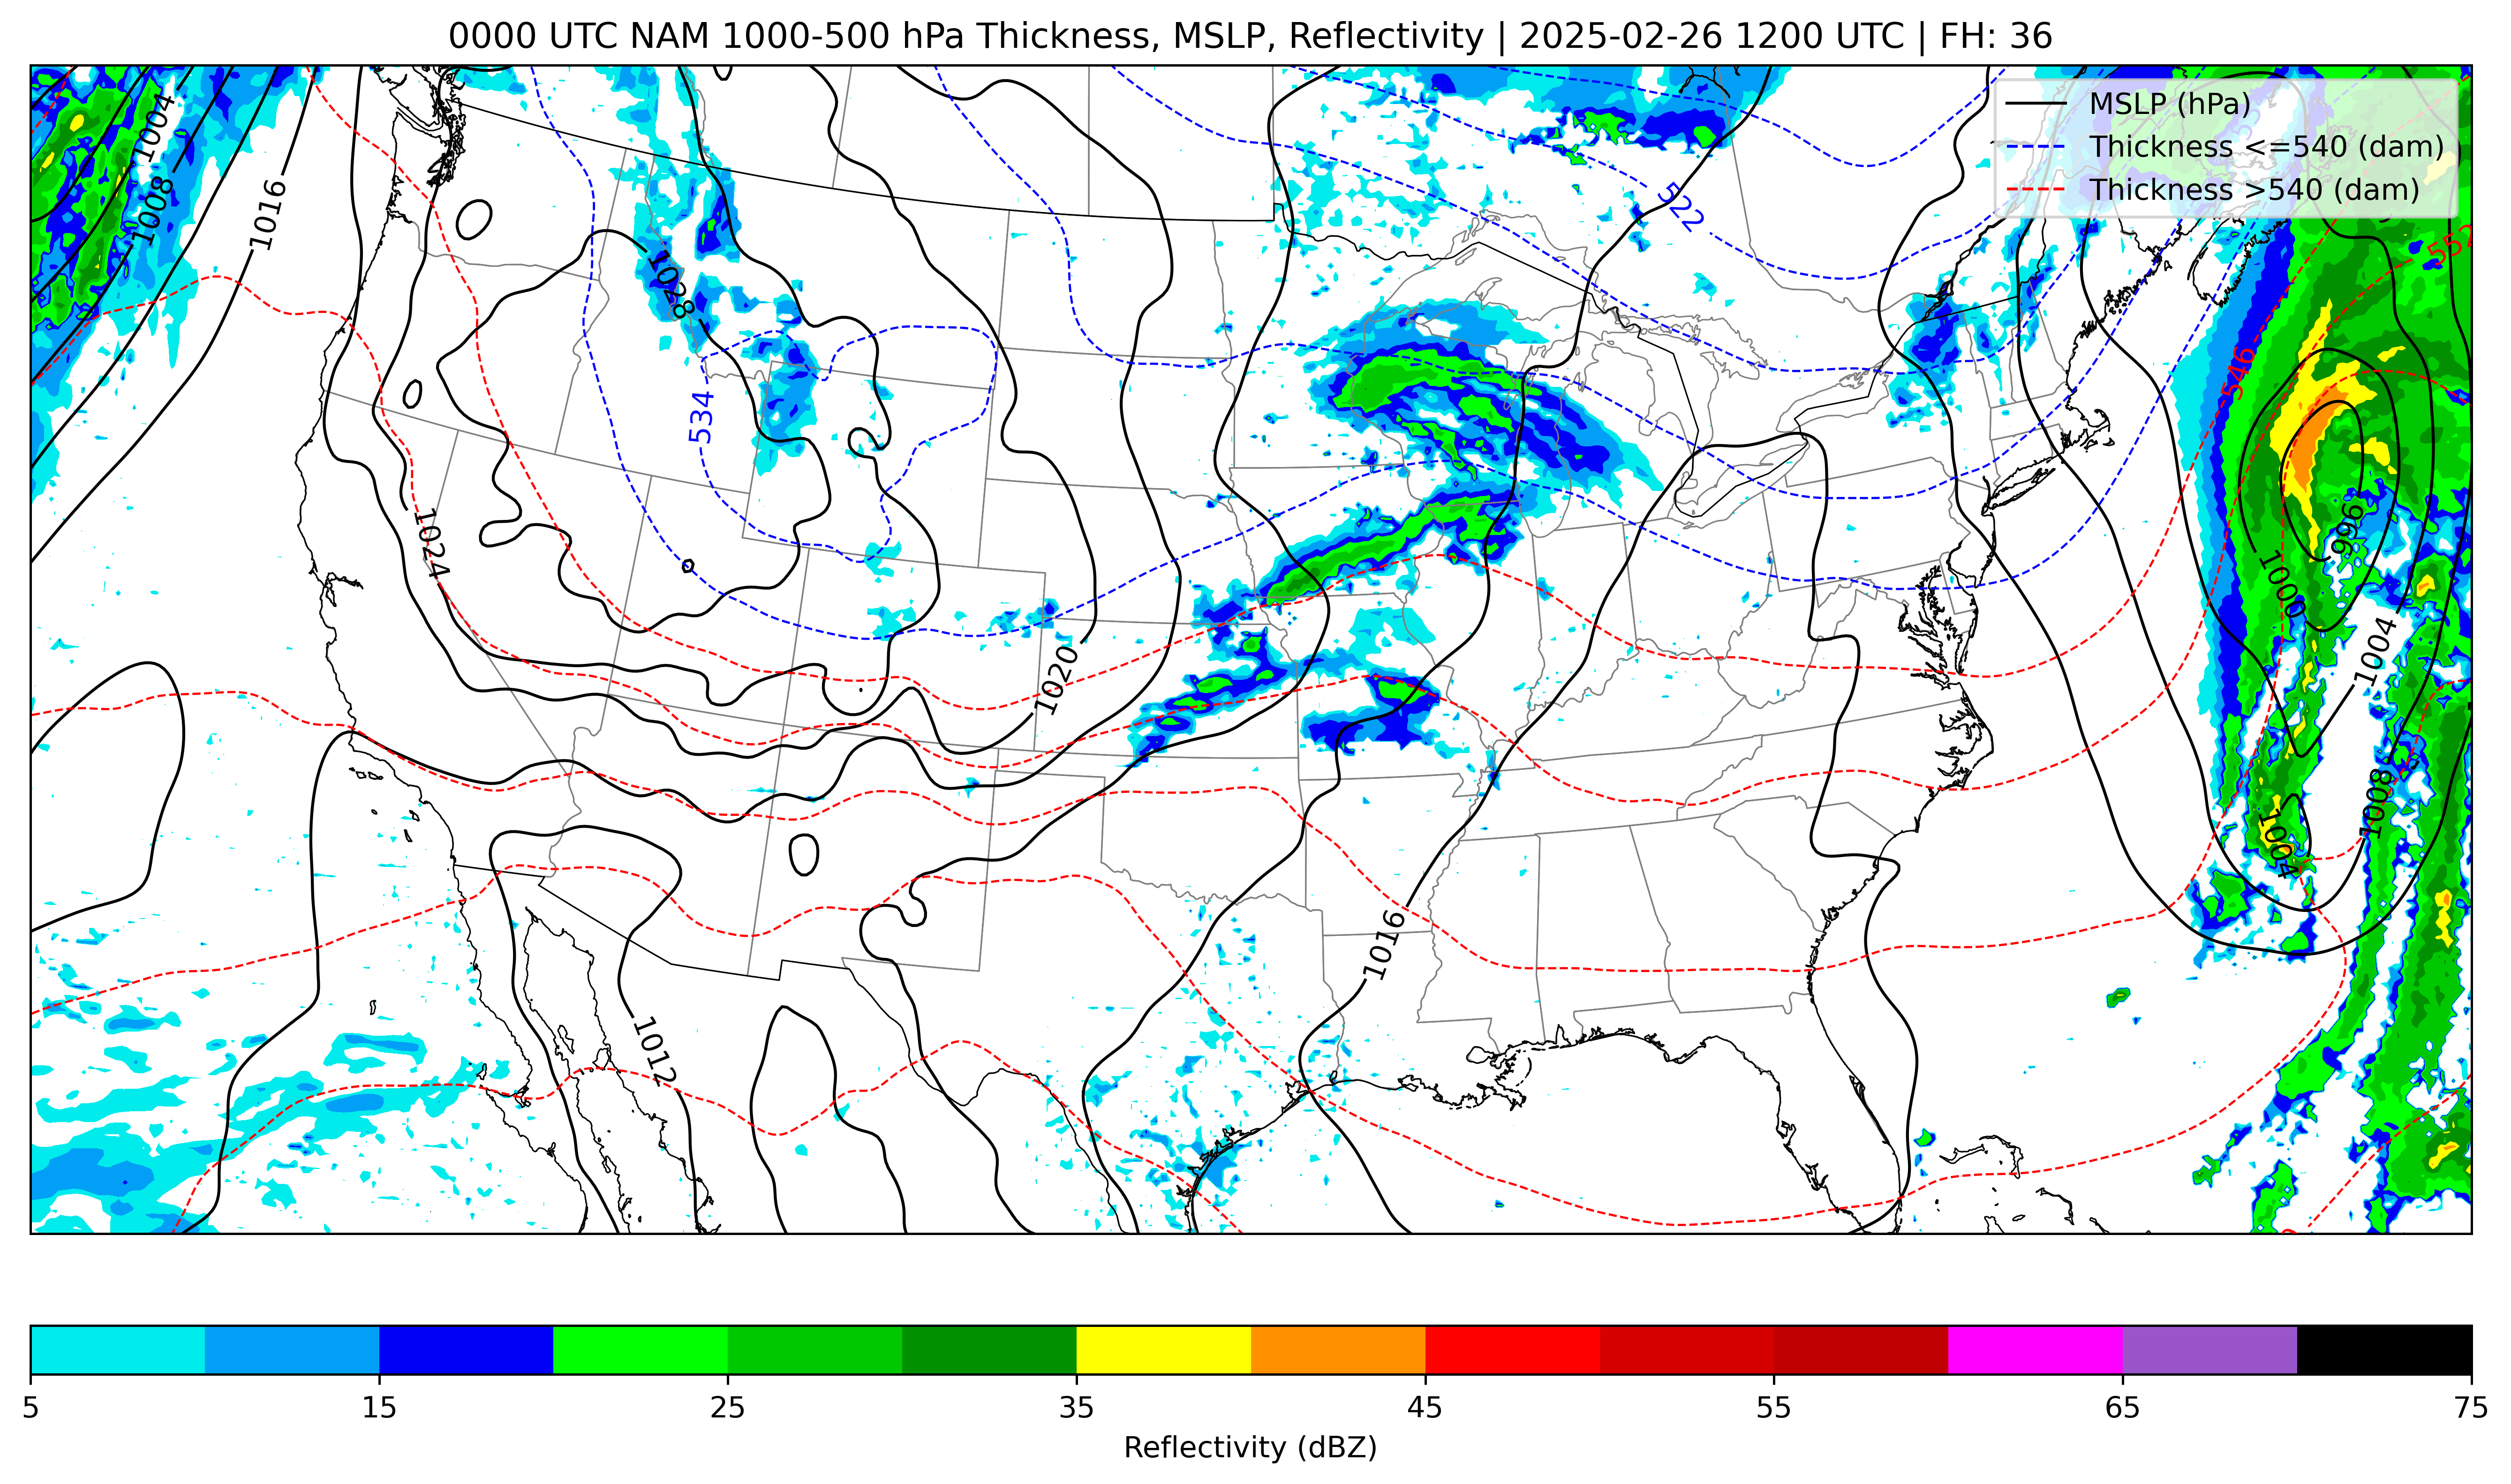 0000 UTC NAM 1000-500 hPa Thickness, MSLP, Reflectivity | 2025-02-26 1200 UTC | FH: 36
MSLP (hPa)
Thickness <=540 (dam)
Thickness >540 (dam)
1004
1008
1016
1028
1024
1020
1016
1012
534
522
546
552
996
1000
1004
1008
1004
5 15 25 35 45 55 65 75
Reflectivity (dBZ)